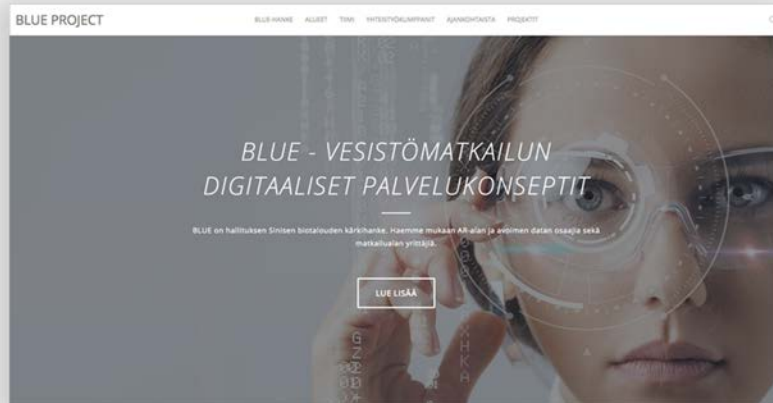 BLUE PROJECT
BLUE-HANKE ALUEET TIIMI YHTEISTYÖKUMPPANIT AJANKOHTAISTA PROJEKTIT
BLUE - VESISTÖMATKAILUN
DIGITAALISET PALVELUKONSEPTIT
BLUE on hallituksen Sinisen biotalouden kärkihanke. Haemme mukaan AR-alan ja avoimen datan osaajia sekä
matkailualan yrittäjiä.
LUE LISÄÄ